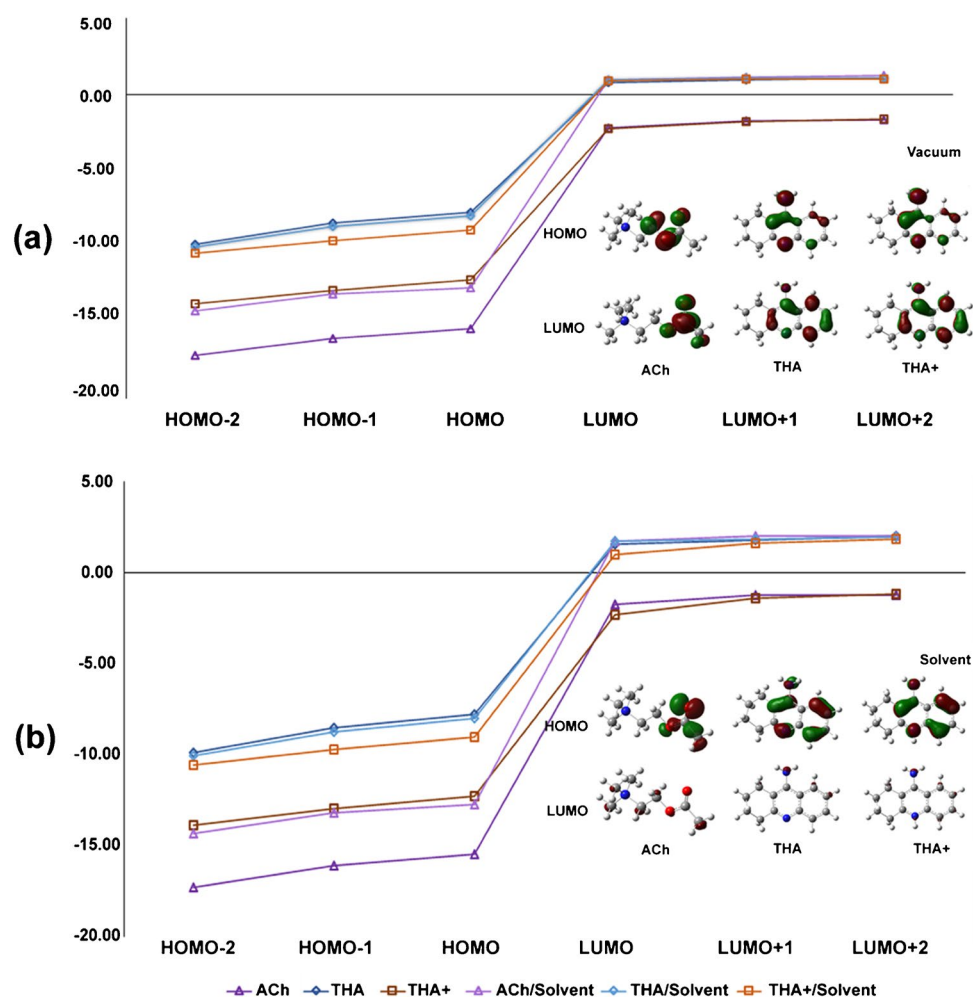 5.00
0.00
-5.00
-10.00
-15.00
-20.00
(a)
Vacuum
HOMO
LUMO
ACh THA THA+
HOMO-2 HOMO-1 HOMO LUMO LUMO+1 LUMO+2
5.00
0.00
-5.00
-10.00
-15.00
-20.00
(b)
Solvent
HOMO
LUMO
ACh THA THA+
HOMO-2 HOMO-1 HOMO LUMO LUMO+1 LUMO+2
ACh THA THA+ ACh/Solvent THA/Solvent THA+/Solvent